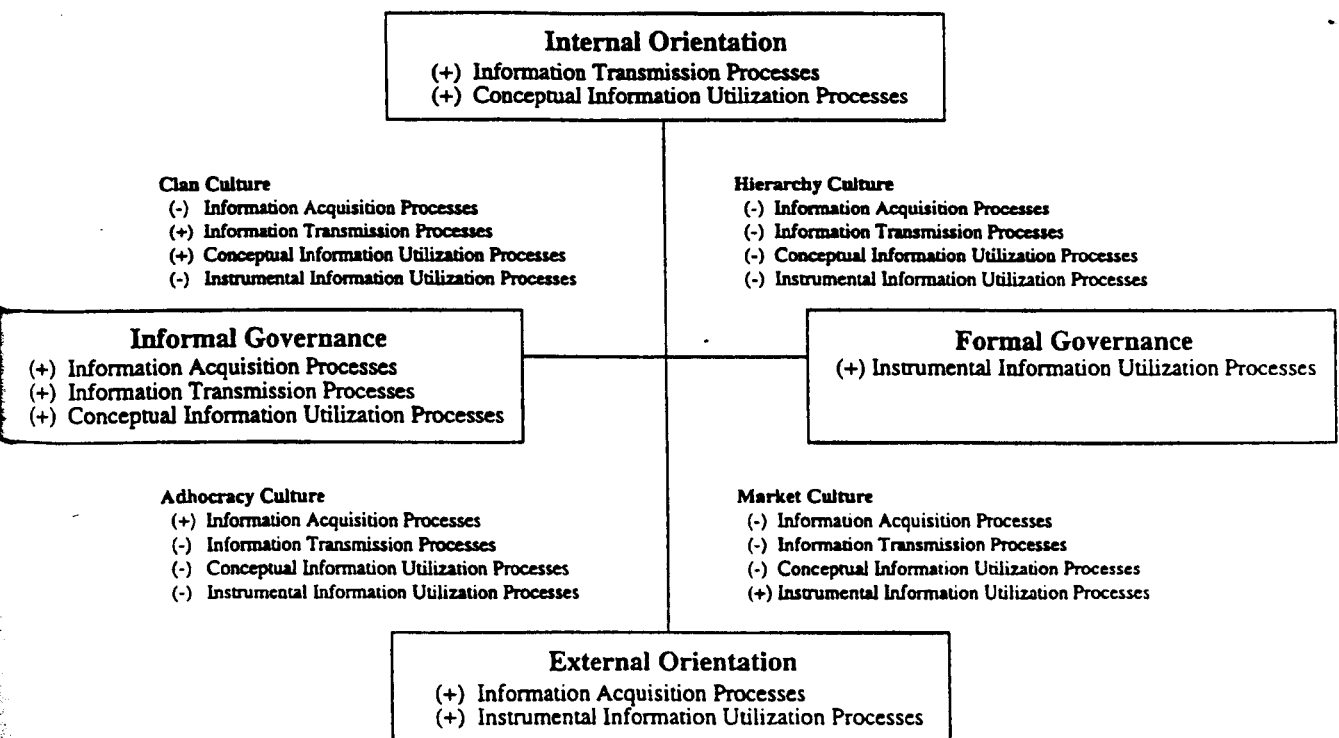 Internal Orientation
(+) Information Transmission Processes
(+) Conceptual Information Utilization Processes
Clan Culture
(-) Information Acquisition Processes
(+) Information Transmission Processes
(+) Conceptual Information Utilization Processes
(-) Instrumental Information Utilization Processes
Hierarchy Culture
(-) Information Acquisition Processes
(-) Information Transmission Processes
(-) Conceptual Information Utilization Processes
(-) Instrumental Information Utilization Processes
Informal Governance
(+) Information Acquisition Processes
(+) Information Transmission Processes
(+) Conceptual Information Utilization Processes
Formal Governance
(+) Instrumental Information Utilization Processes
Adhocracy Culture
(+) Information Acquisition Processes
(-) Information Transmission Processes
(-) Conceptual Information Utilization Processes
(-) Instrumental Information Utilization Processes
Market Culture
(-) Information Acquisition Processes
(-) Information Transmission Processes
(-) Conceptual Information Utilization Processes
(+) Instrumental Information Utilization Processes
External Orientation
(+) Information Acquisition Processes
(+) Instrumental Information Utilization Processes